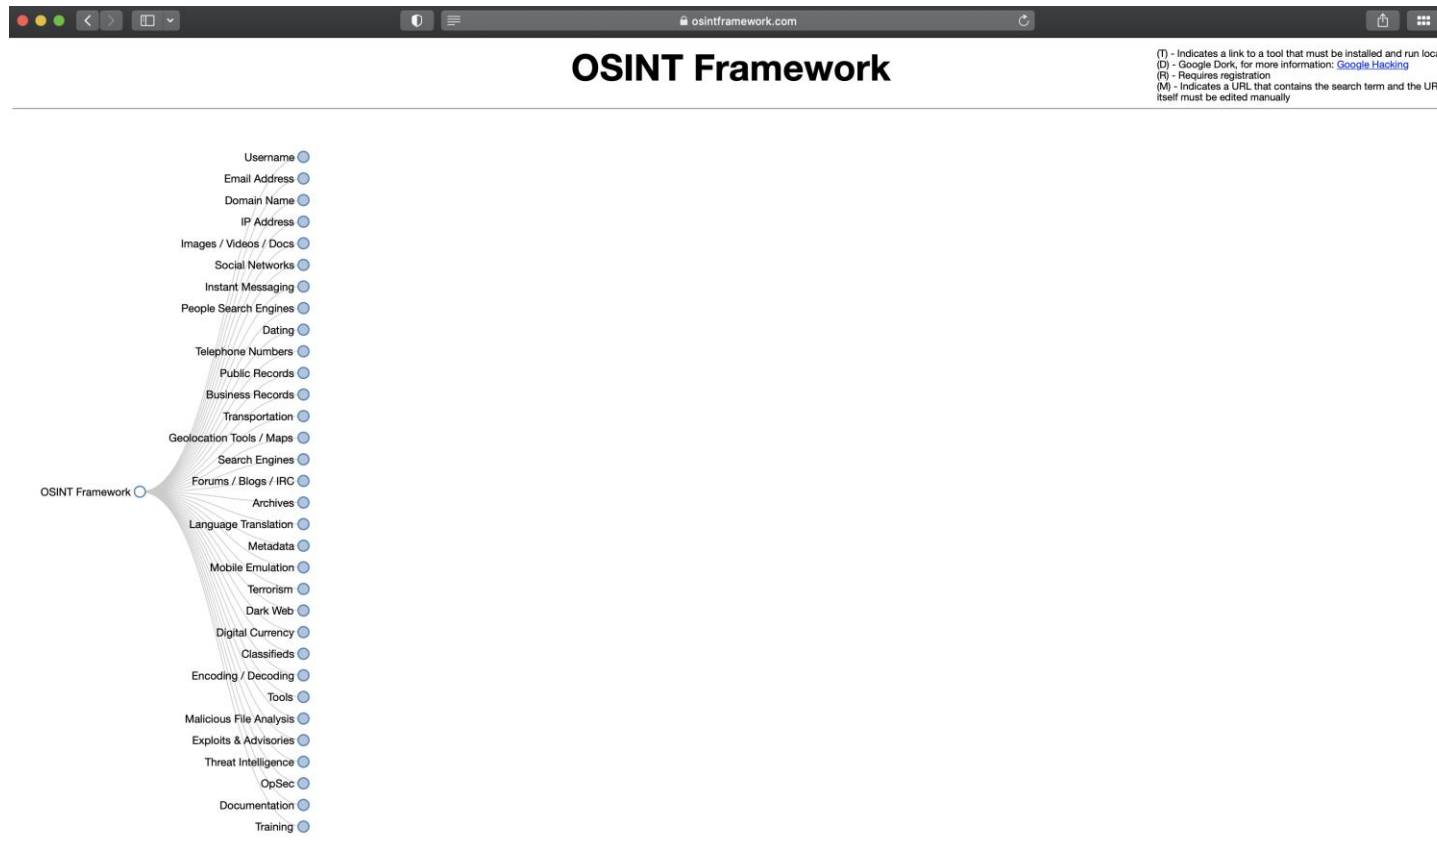 osintframework.com
OSINT Framework
(T) - Indicates a link to a tool that must be installed and run
(D) - Google Dork, for more information: Google Hacking
(R) - Requires registration
(M) - Indicates a URL that contains the search term and the
itself must be edited manually
Username
Email Address
Domain Name
IP Address
Images / Videos / Docs
Social Networks
Instant Messaging
People Search Engines
Dating
Telephone Numbers
Public Records
Business Records
Transportation
Geolocation Tools / Maps
Search Engines
Forums / Blogs / IRC
OSINT Framework
Archives
Language Translation
Metadata
Mobile Emulation
Terrorism
Dark Web
Digital Currency
Classifieds
Encoding / Decoding
Tools
Malicious File Analysis
Exploits & Advisories
Threat Intelligence
OpSec
Documentation
Training